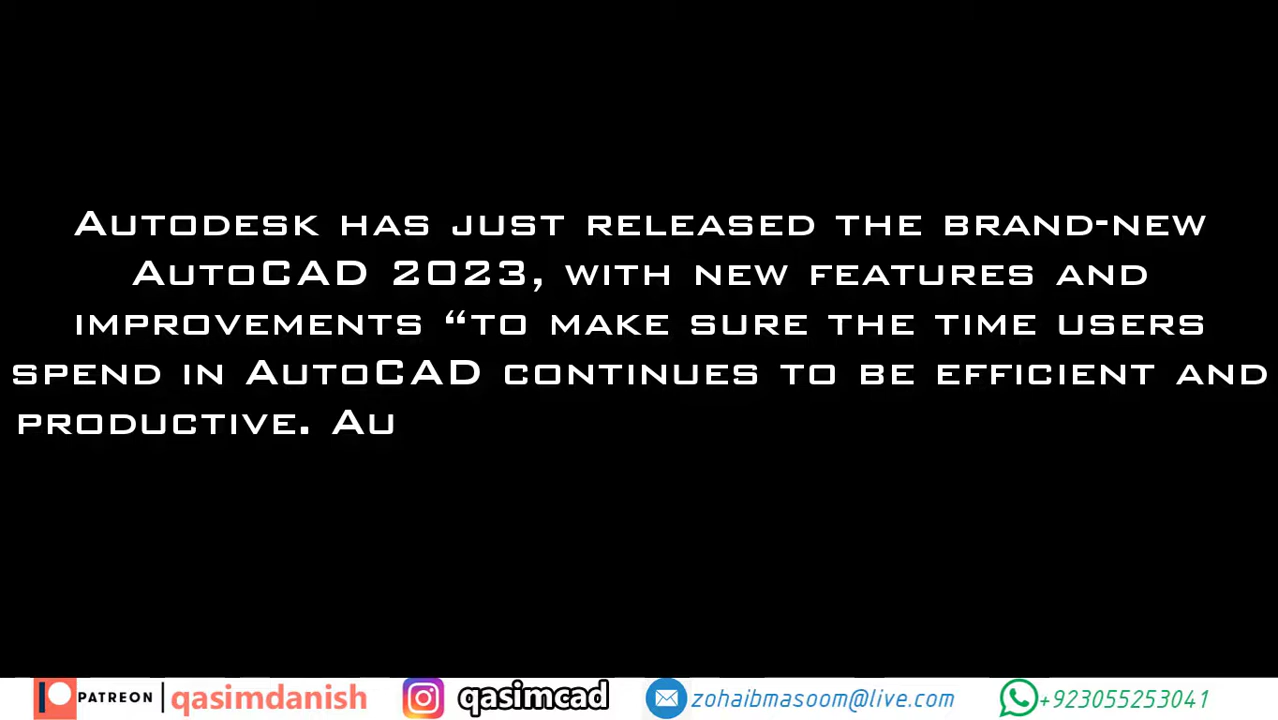 Autodesk has just released the brand-new
AutoCAD 2023, with new features and
improvements “to make sure the time users
spend in AutoCAD continues to be efficient and
productive. Au
PATREON | qasimdanish qasimcad zohaibmasoom@live.com +923055253041